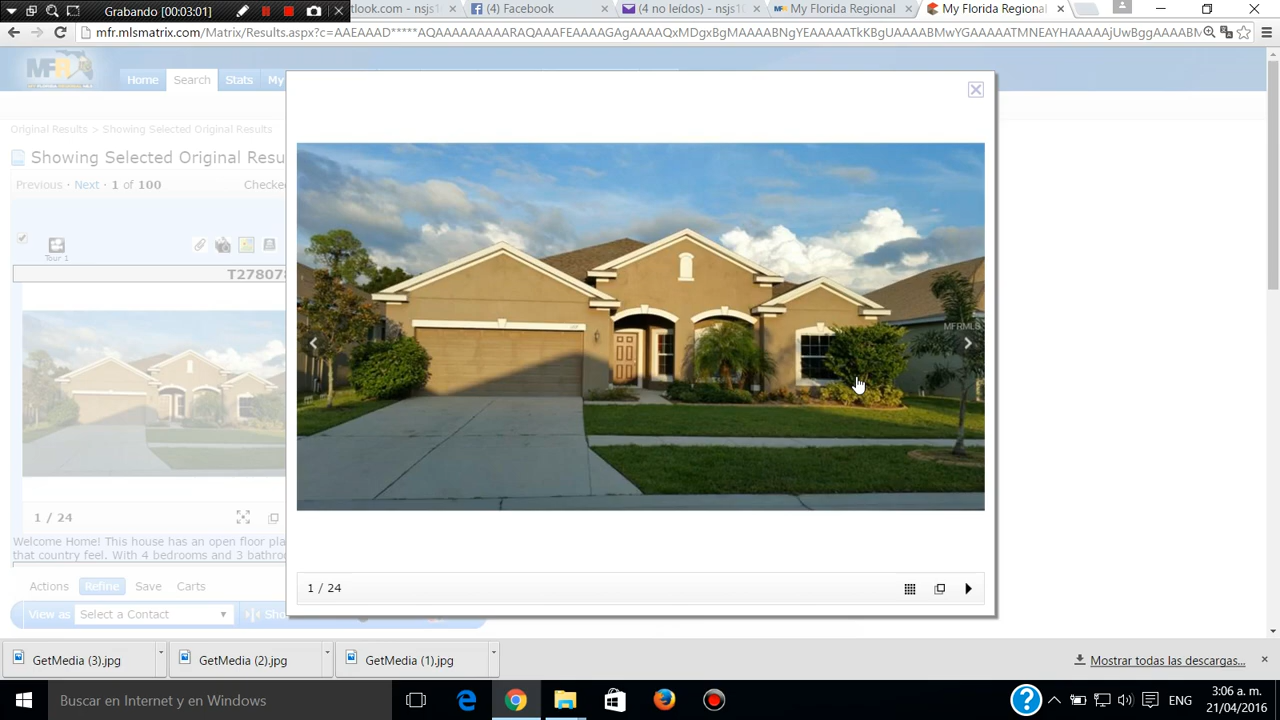 Grabando [00:03:01]
tlook.com - nsjs1
(4) Facebook
(4 no leídos) - nsj30
My Florida Regional
My Florida Regional
mfr.mlsmatrix.com/Matrix/Results.aspx?c=
MFR
Home
Search
Stats
My
Original Results > Showing Selected Original Results
Showing Selected Original Resu
Previous · Next · 1 of 100
Checke
Tour 1
T27807
MFRMLS
1 / 24
Welcome Home! This house has an open floor pla
that country feel. With 4 bedrooms and 3 bathro
Actions
Refine
Save
Carts
1 / 24
View as
Select a Contact
Sho
GetMedia (3).jpg
GetMedia (2).jpg
GetMedia (1).jpg
Mostrar todas las descargas...
Buscar en Internet y en Windows
ENG
3:06 a. m.
21/04/2016